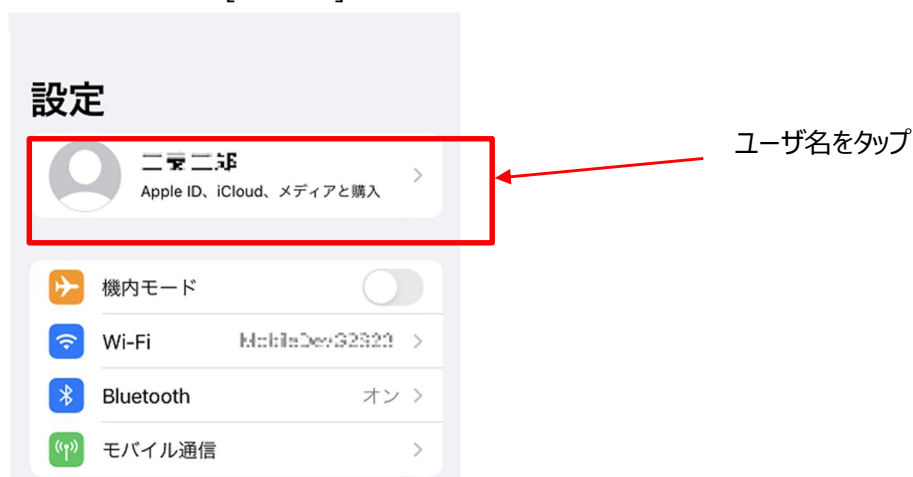 設定
ユーザ名をタップ
Apple ID、iCloud、メディアと購入
機内モード
Wi-Fi
Bluetooth オン
モバイル通信